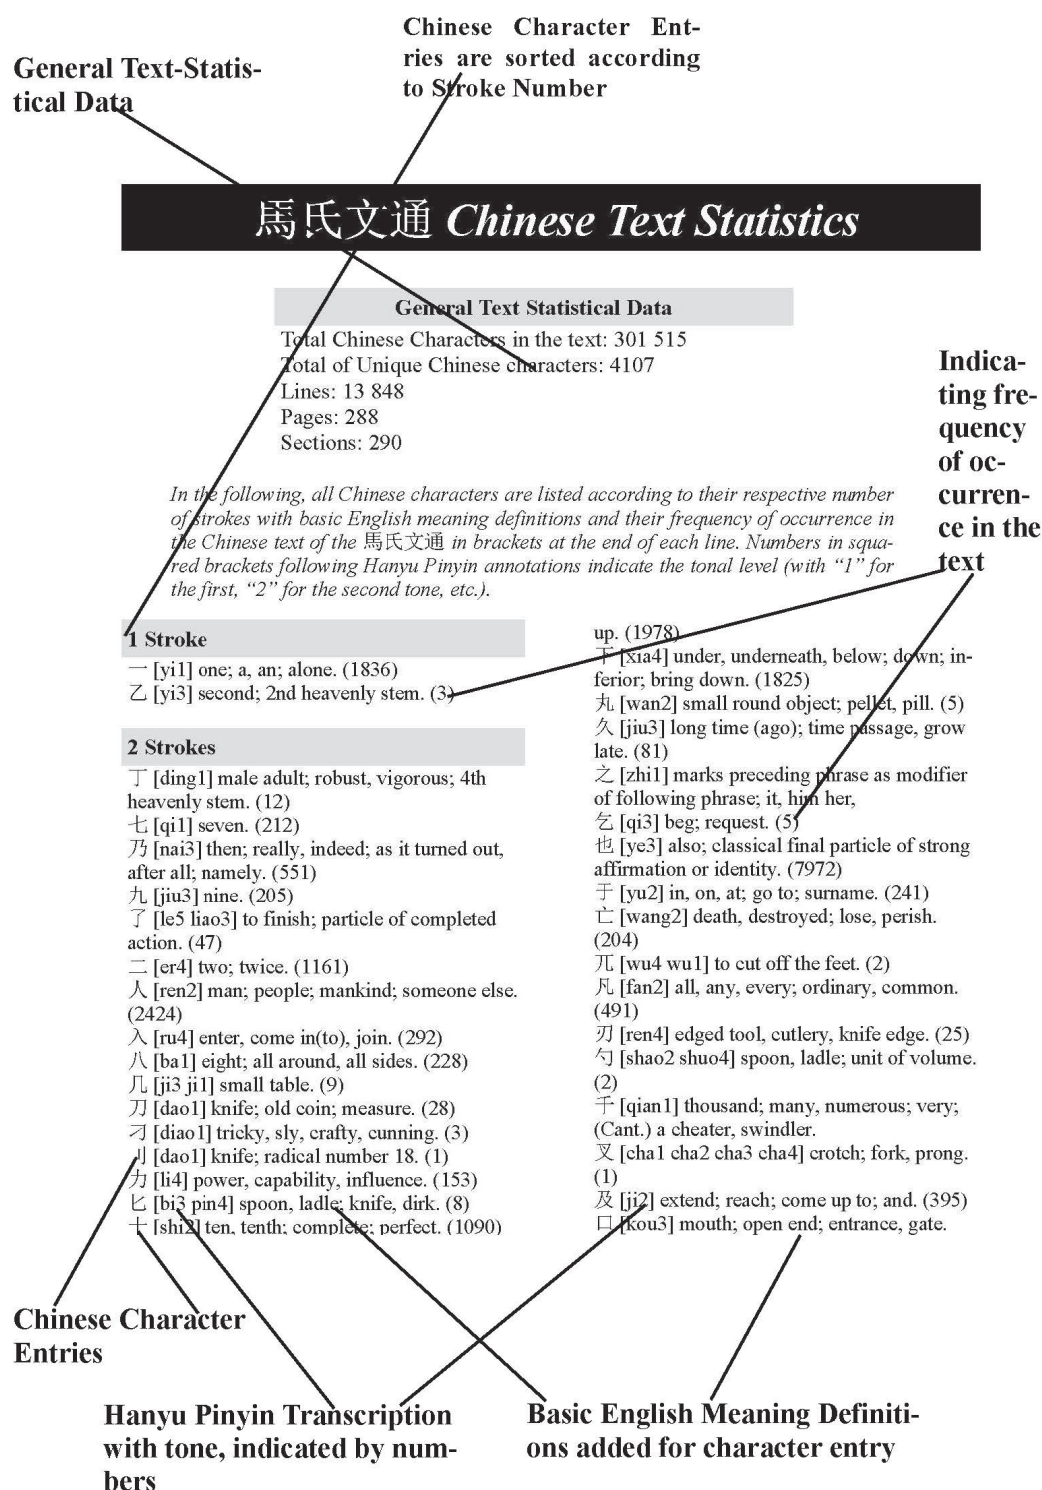 Chinese Character Ent-
ries are sorted according
to Stroke Number
General Text-Statis-
tical Data
馬氏文通 Chinese Text Statistics
General Text Statistical Data
Total Chinese Characters in the text: 301 515
Total of Unique Chinese characters: 4107
Lines: 13 848
Pages: 288
Sections: 290
Indica-
ting fre-
quency
of oc-
curren-
ce in the
text
In the following, all Chinese characters are listed according to their respective number
of strokes with basic English meaning definitions and their frequency of occurrence in
the Chinese text of the 馬氏文通 in brackets at the end of each line. Numbers in squa-
red brackets following Hanyu Pinyin annotations indicate the tonal level (with “1” for
the first, “2” for the second tone, etc.).
1 Stroke
一 [yi1] one; a, an; alone. (1836)
乙 [yi3] second; 2nd heavenly stem. (3)
2 Strokes
丁 [ding1] male adult; robust, vigorous; 4th
heavenly stem. (12)
七 [qi1] seven. (212)
乃 [nai3] then; really, indeed; as it turned out,
after all; namely. (551)
九 [jiu3] nine. (205)
了 [le5 liao3] to finish; particle of completed
action. (47)
二 [er4] two; twice. (1161)
人 [ren2] man; people; mankind; someone else.
(2424)
入 [ru4] enter, come in(to), join. (292)
八 [ba1] eight; all around, all sides. (228)
几 [ji3 ji1] small table. (9)
刀 [dao1] knife; old coin; measure. (28)
刁 [diao1] tricky, sly, crafty, cunning. (3)
刂 [dao1] knife; radical number 18. (1)
力 [li4] power, capability, influence. (153)
匕 [bi3 pin4] spoon, ladle; knife, dirk. (8)
十 [shi2] ten, tenth; complete; perfect. (1090)
up. (1978)
下 [xia4] under, underneath, below; down; in-
ferior; bring down. (1825)
丸 [wan2] small round object; pellet, pill. (5)
久 [jiu3] long time (ago); time passage, grow
late. (81)
之 [zhi1] marks preceding phrase as modifier
of following phrase; it, him her,
乞 [qi3] beg; request. (5)
也 [ye3] also; classical final particle of strong
affirmation or identity. (7972)
于 [yu2] in, on, at; go to; surname. (241)
亡 [wang2] death, destroyed; lose, perish.
(204)
兀 [wu4 wu1] to cut off the feet. (2)
凡 [fan2] all, any, every; ordinary, common.
(491)
刃 [ren4] edged tool, cutlery, knife edge. (25)
勺 [shao2 shuo4] spoon, ladle; unit of volume.
(2)
千 [qian1] thousand; many, numerous; very;
(Cant.) a cheater, swindler.
叉 [cha1 cha2 cha3 cha4] crotch; fork, prong.
(1)
及 [ji2] extend; reach; come up to; and. (395)
口 [kou3] mouth; open end; entrance, gate.
Chinese Character
Entries
Hanyu Pinyin Transcription
with tone, indicated by num-
bers
Basic English Meaning Definiti-
ons added for character entry